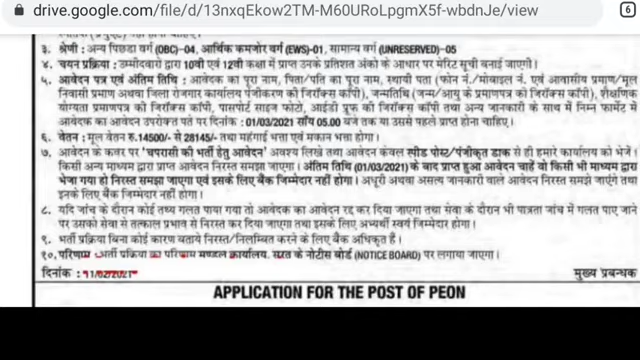 drive.google.com/file/d/13nxqEkow2TM-M60URoLpgmX5f-wbdnJe/view
6
३. श्रेणी : अन्य पिछडा वर्ग (OBC)-04, आर्थिक कमजोर वर्ग (EWS)-01, सामान्य वर्ग (UNRESERVED)-05
४. चयन प्रक्रिया : उम्मीदवारो द्वारा 10वी एवं 12वी कक्षा में प्राप्त उनके प्रतिशत अंको के आधार पर मेरिट सूची बनाई जाएगी।
५. आवेदन पत्र एवं अंतिम तिथि : आवेदक का पूरा नाम, पिता/पति का पूरा नाम, स्थायी पता (फोन नं./मोबाइल नं. एवं आवासीय प्रमाण/मूल
निवासी प्रमाण अथवा जिला रोजगार कार्यालय पंजीकरण की जिरॉक्स कॉपी), जन्मतिथि (जन्म/आयु के प्रमाणपत्र की जिरॉक्स कॉपी), शैक्षणिक
योग्यता प्रमाणपत्र की जिरॉक्स कॉपी, पासपोर्ट साइज फोटो, आईडी प्रूफ की जिरॉक्स कॉपी तथा अन्य जानकारी के साथ में निम्न फार्मेट में
आवेदक का आवेदन उपरोक्त पते पर दिनांक : 01/03/2021 साँय 05.00 बजे तक या उससे पहले प्राप्त होना चाहिए।
६. वेतन : मूल वेतन रु.14500/- से 28145/- तथा महंगाई भत्ता एवं मकान भत्ता होगा।
७. आवेदन के कवर पर 'चपरासी की भर्ती हेतु आवेदन' अवश्य लिखे तथा आवेदन केवल स्पीड पोस्ट/पंजीकृत डाक से ही हमारे कार्यालय को भेजें।
किसी अन्य माध्यम द्वारा प्राप्त आवेदन निरस्त समझा जाएगा। अंतिम तिथि (01/03/2021) के बाद प्राप्त हुआ आवेदन चाहें वो किसी भी माध्यम द्वारा
भेजा गया हो निरस्त समझा जाएगा एवं इसके लिए बैंक जिम्मेदार नहीं होगा। अधूरी अथवा असत्य जानकारी वाले आवेदन निरस्त समझे जाएंगे तथा
इनके लिए बैंक जिम्मेदार नहीं होगा।
८. यदि जांच के दौरान कोई तथ्य गलत पाया गया तो आवेदक का आवेदन रद्द कर दिया जाएगा तथा सेवा के दौरान भी पात्रता जांच में गलत पाए जाने
पर उसको सेवा से तत्काल प्रभाव से निरस्त कर दिया जाएगा तथा इसके लिए अभ्यर्थी स्वयं जिम्मेदार होगा।
९. भर्ती प्रक्रिया बिना कोई कारण बताये निरस्त/निलम्बित करने के लिए बैंक अधिकृत है।
१०. परिणाम : भर्ती प्रक्रिया का परिणाम मण्डल कार्यालय, सूरत के नोटीस बोर्ड (NOTICE BOARD) पर लगाया जाएगा।
दिनांक : 11/02/2021 मुख्य प्रबन्धक
APPLICATION FOR THE POST OF PEON